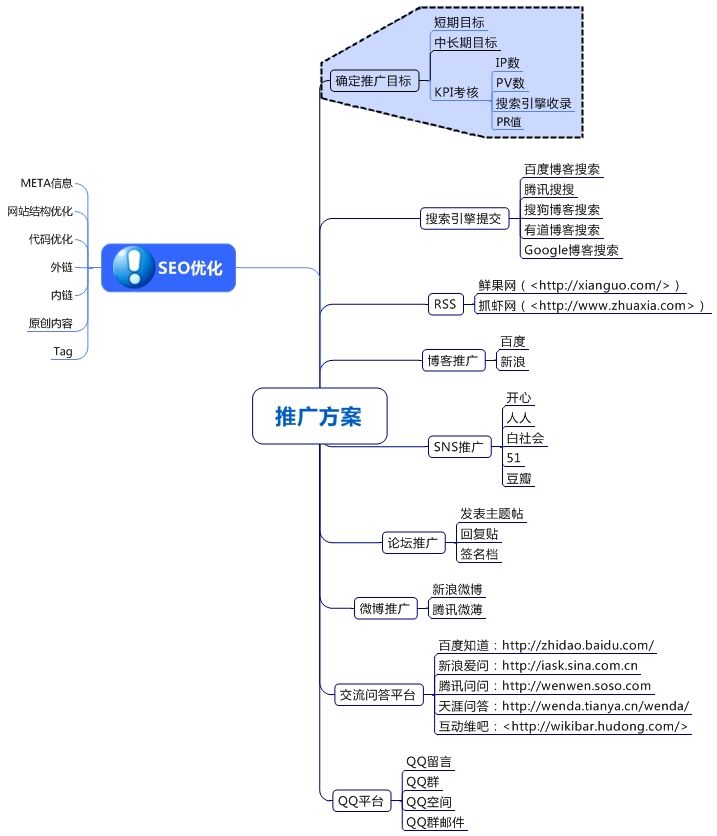 推广方案
确定推广目标
短期目标
中长期目标
KPI考核
IP数
PV数
搜索引擎收录
PR值
搜索引擎提交
百度博客搜索
腾讯搜搜
搜狗博客搜索
有道博客搜索
Google博客搜索
RSS
鲜果网（<http://xianguo.com/>）
抓虾网（<http://www.zhuaxia.com>）
博客推广
百度
新浪
SNS推广
开心
人人
白社会
51
豆瓣
论坛推广
发表主题帖
回复贴
签名档
微博推广
新浪微博
腾讯微薄
交流问答平台
百度知道：http://zhidao.baidu.com/
新浪爱问：http://iask.sina.com.cn
腾讯问问：http://wenwen.soso.com
天涯问答：http://wenda.tianya.cn/wenda/
互动维吧：<http://wikibar.hudong.com/>
QQ平台
QQ留言
QQ群
QQ空间
QQ群邮件
SEO优化
META信息
网站结构优化
代码优化
外链
内链
原创内容
Tag